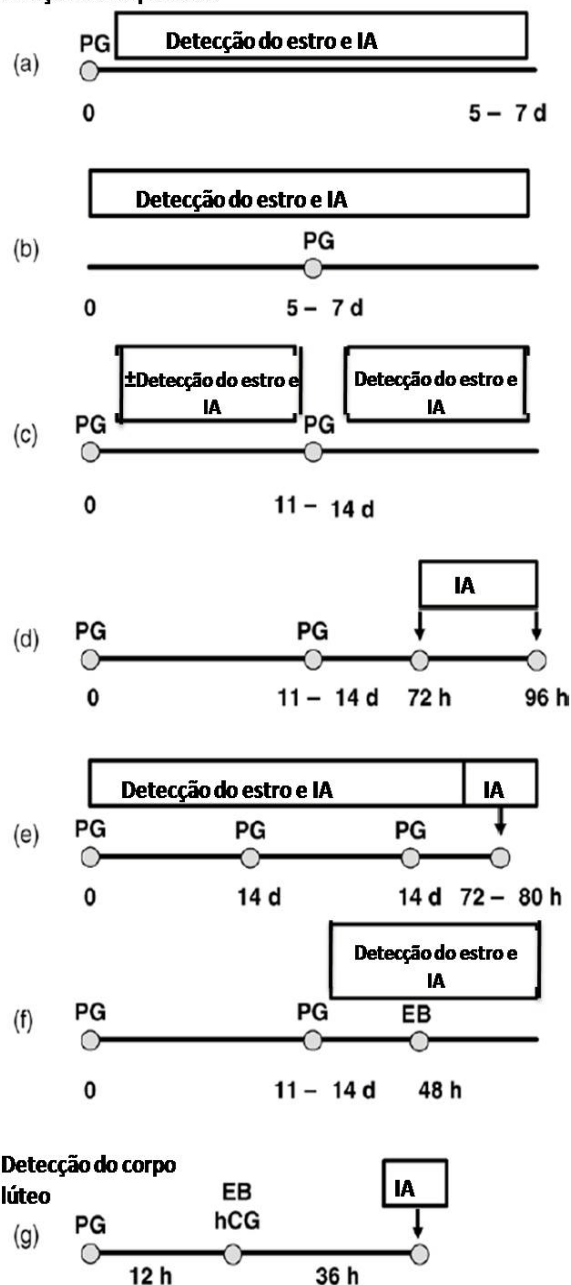 PG
Detecção do estro e IA
(a)
0
5 – 7 d
Detecção do estro e IA
PG
(b)
0
5 – 7 d
±Detecção do estro e
IA
Detecção do estro e
IA
PG
PG
(c)
0
11 – 14 d
IA
PG
PG
(d)
0
11 – 14 d
72 h
96 h
Detecção do estro e IA
IA
PG
PG
PG
(e)
0
14 d
14 d
72 – 80 h
Detecção do estro e
IA
PG
PG
EB
(f)
0
11 – 14 d
48 h
Detecção do corpo
lúteo
EB
hCG
IA
PG
(g)
12 h
36 h